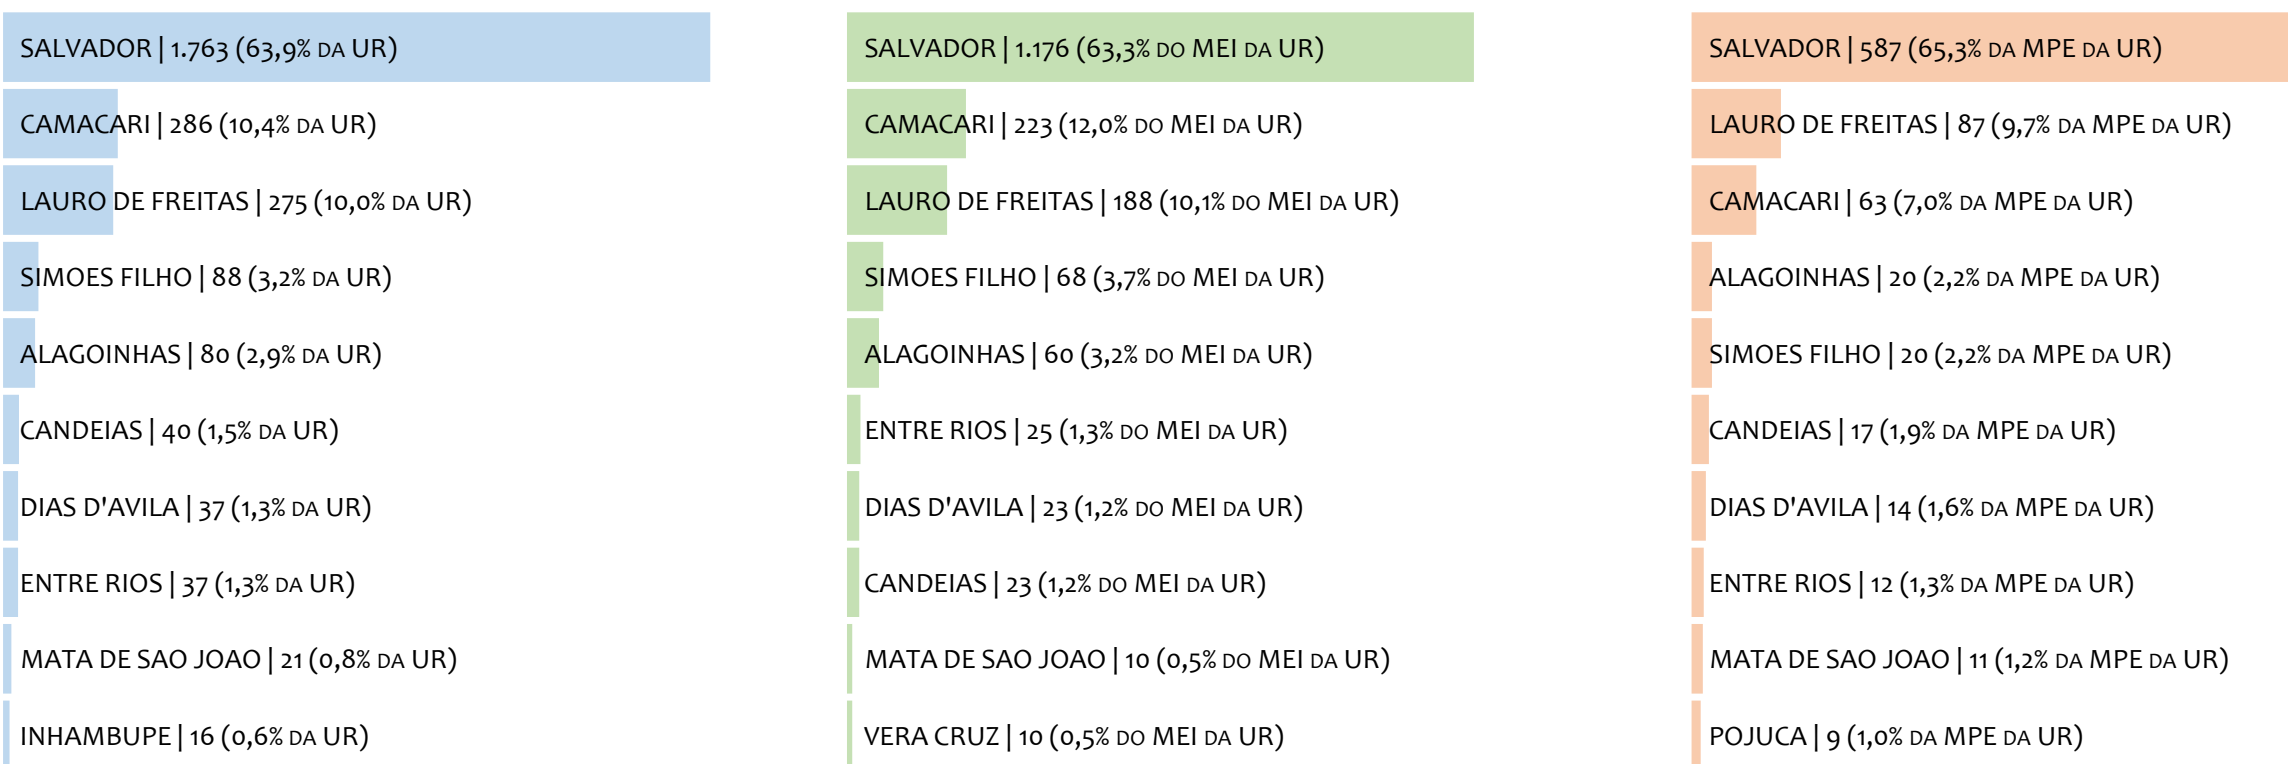 SALVADOR | 1.763 (63,9% DA UR)
CAMACARI | 286 (10,4% DA UR)
LAURO DE FREITAS | 275 (10,0% DA UR)
SIMOES FILHO | 88 (3,2% DA UR)
ALAGOINHAS | 80 (2,9% DA UR)
CANDEIAS | 40 (1,5% DA UR)
DIAS D'AVILA | 37 (1,3% DA UR)
ENTRE RIOS | 37 (1,3% DA UR)
MATA DE SAO JOAO | 21 (0,8% DA UR)
INHAMBUPE | 16 (0,6% DA UR)
SALVADOR | 1.176 (63,3% DO MEI DA UR)
CAMACARI | 223 (12,0% DO MEI DA UR)
LAURO DE FREITAS | 188 (10,1% DO MEI DA UR)
SIMOES FILHO | 68 (3,7% DO MEI DA UR)
ALAGOINHAS | 60 (3,2% DO MEI DA UR)
ENTRE RIOS | 25 (1,3% DO MEI DA UR)
DIAS D'AVILA | 23 (1,2% DO MEI DA UR)
CANDEIAS | 23 (1,2% DO MEI DA UR)
MATA DE SAO JOAO | 10 (0,5% DO MEI DA UR)
VERA CRUZ | 10 (0,5% DO MEI DA UR)
SALVADOR | 587 (65,3% DA MPE DA UR)
LAURO DE FREITAS | 87 (9,7% DA MPE DA UR)
CAMACARI | 63 (7,0% DA MPE DA UR)
ALAGOINHAS | 20 (2,2% DA MPE DA UR)
SIMOES FILHO | 20 (2,2% DA MPE DA UR)
CANDEIAS | 17 (1,9% DA MPE DA UR)
DIAS D'AVILA | 14 (1,6% DA MPE DA UR)
ENTRE RIOS | 12 (1,3% DA MPE DA UR)
MATA DE SAO JOAO | 11 (1,2% DA MPE DA UR)
POJUCA | 9 (1,0% DA MPE DA UR)